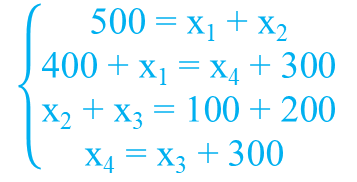 500 = x₁ + x₂
400 + x₁ = x₄ + 300
x₂ + x₃ = 100 + 200
x₄ = x₃ + 300